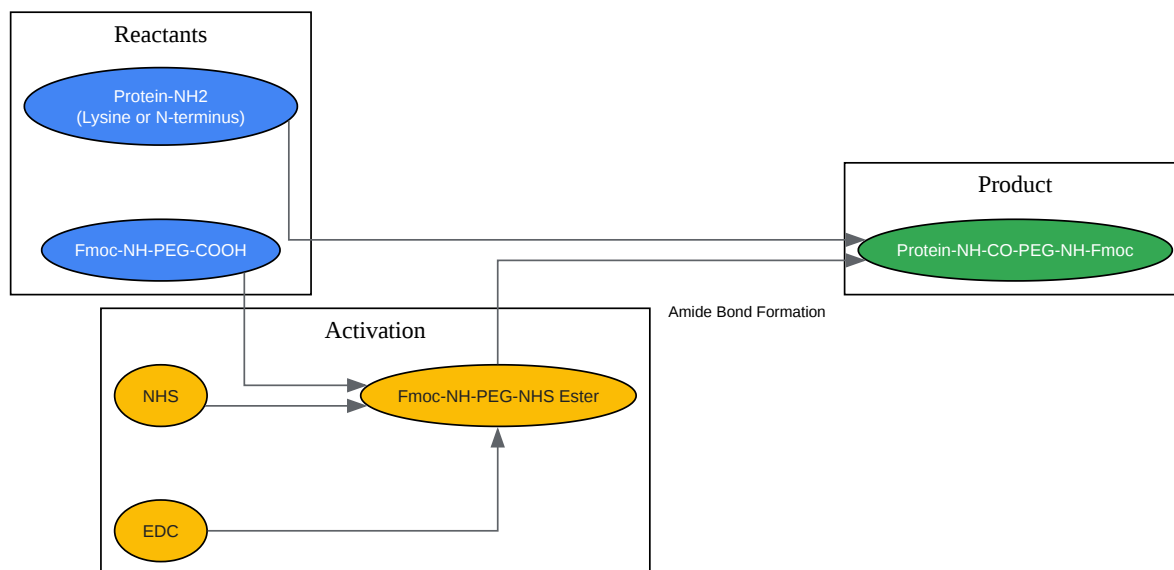 Reactants
Protein-NH2
(Lysine or N-terminus)
Fmoc-NH-PEG-COOH
Product
Protein-NH-CO-PEG-NH-Fmoc
Amide Bond Formation
Activation
NHS
Fmoc-NH-PEG-NHS Ester
EDC